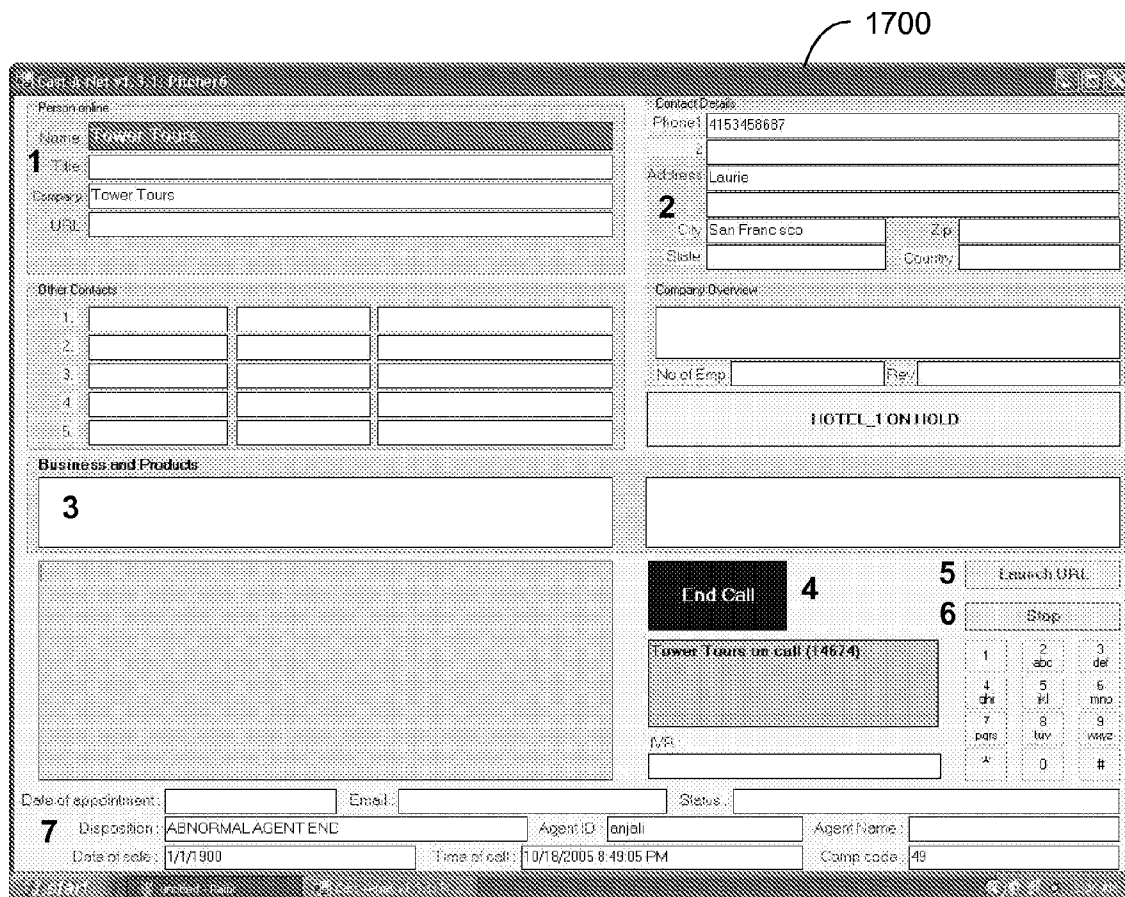 1700
Person online
Contact Details
Name Tower Tours
Phone1 4153458687
1
Title
2
Address Laurie
Company Tower Tours
2
URL
City San Francisco Zip
State Country
Other Contacts
Company Overview
1.
2.
3.
4
5.
No of Emp Rev
HOTEL_1 ON HOLD
Business and Products
3
End Call
4
5
Launch URL
6
Stop
Tower Tours on call (14674)
1 2 abc 3 def
4 ghi 5 jkl 6 mno
7 pqrs 8 tuv 9 wxyz
* 0 #
IVR
Date of appointment : Email : Status :
7
Disposition : ABNORMAL AGENT END Agent ID : anjali Agent Name :
Date of sale : 1/1/1900 Time of call : 10/18/2005 8:49:05 PM Camp code : 49
start